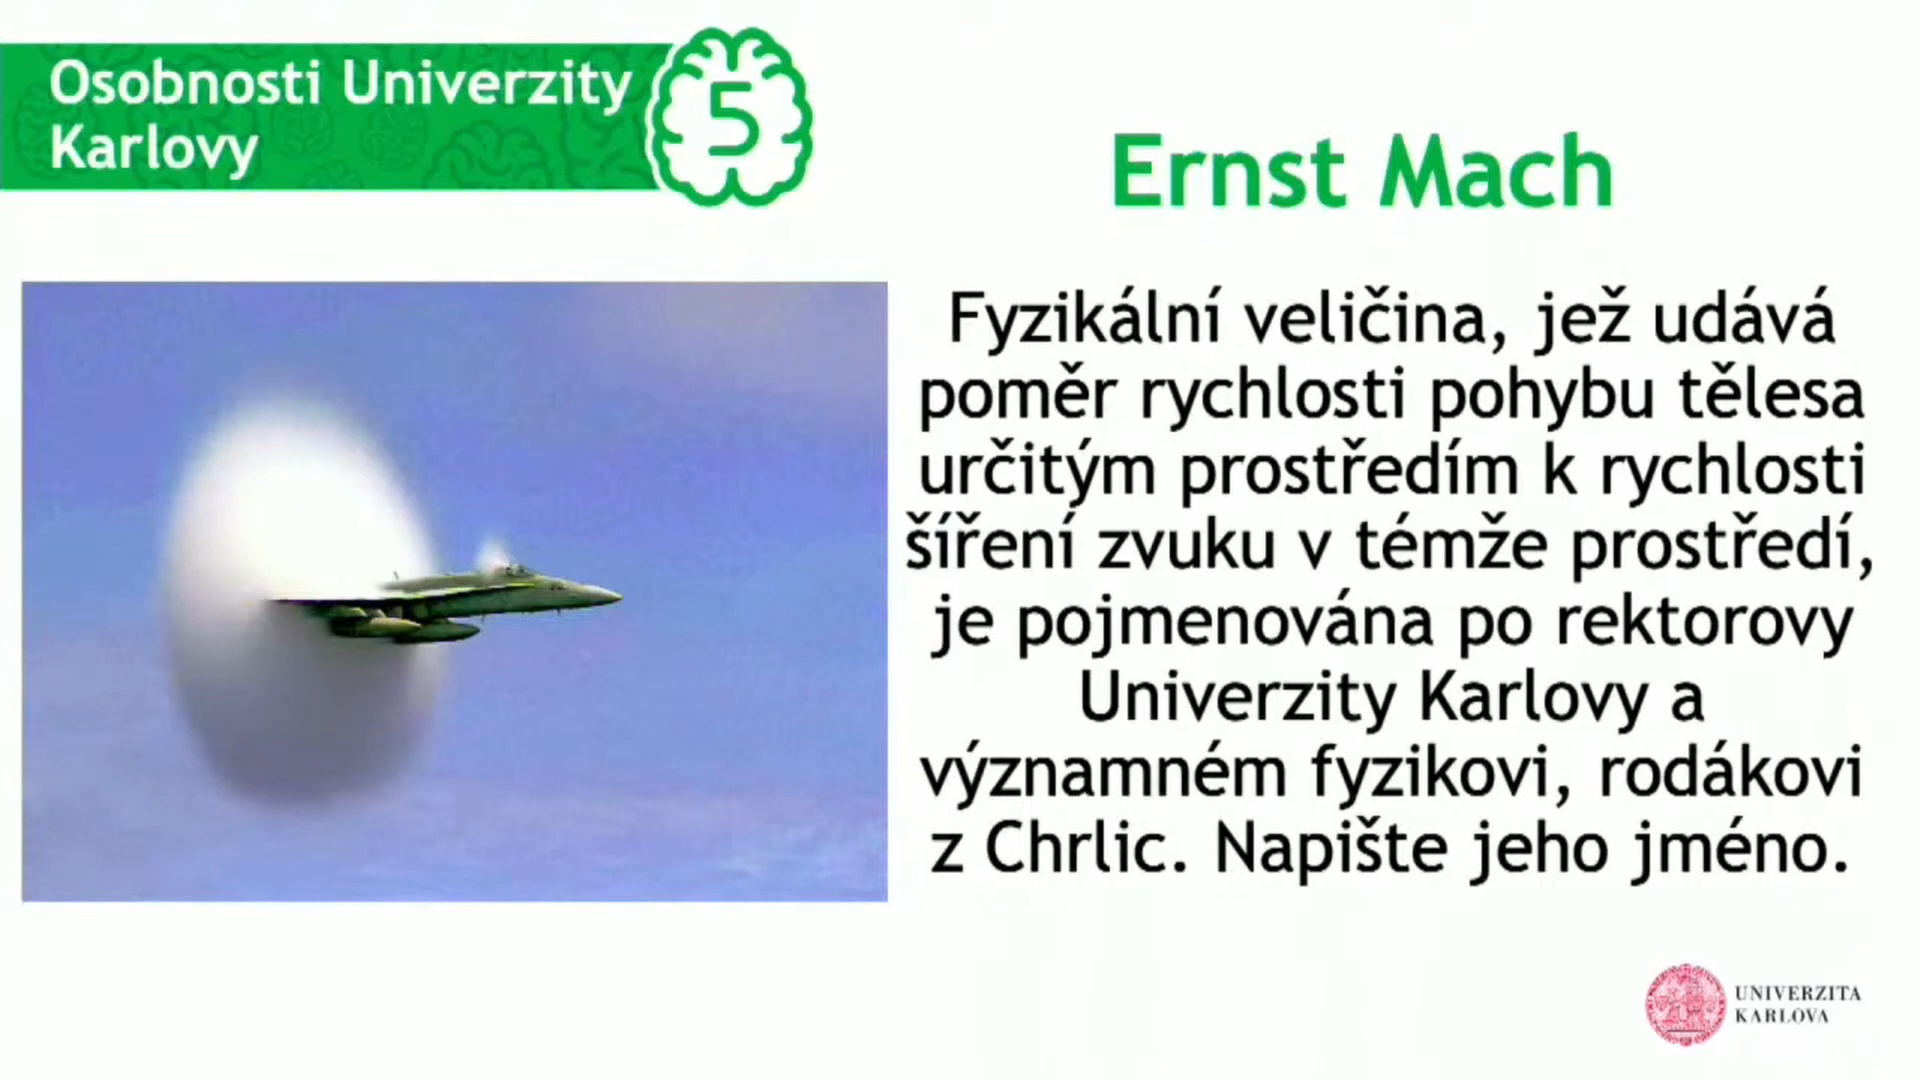 Osobnosti Univerzity
Karlovy
5
Ernst Mach
Fyzikální veličina, jež udává
poměr rychlosti pohybu tělesa
určitým prostředím k rychlosti
šíření zvuku v témže prostředí,
je pojmenována po rektorovy
Univerzity Karlovy a
významném fyzikovi, rodákovi
z Chrlic. Napište jeho jméno.
UNIVERZITA
KARLOVA